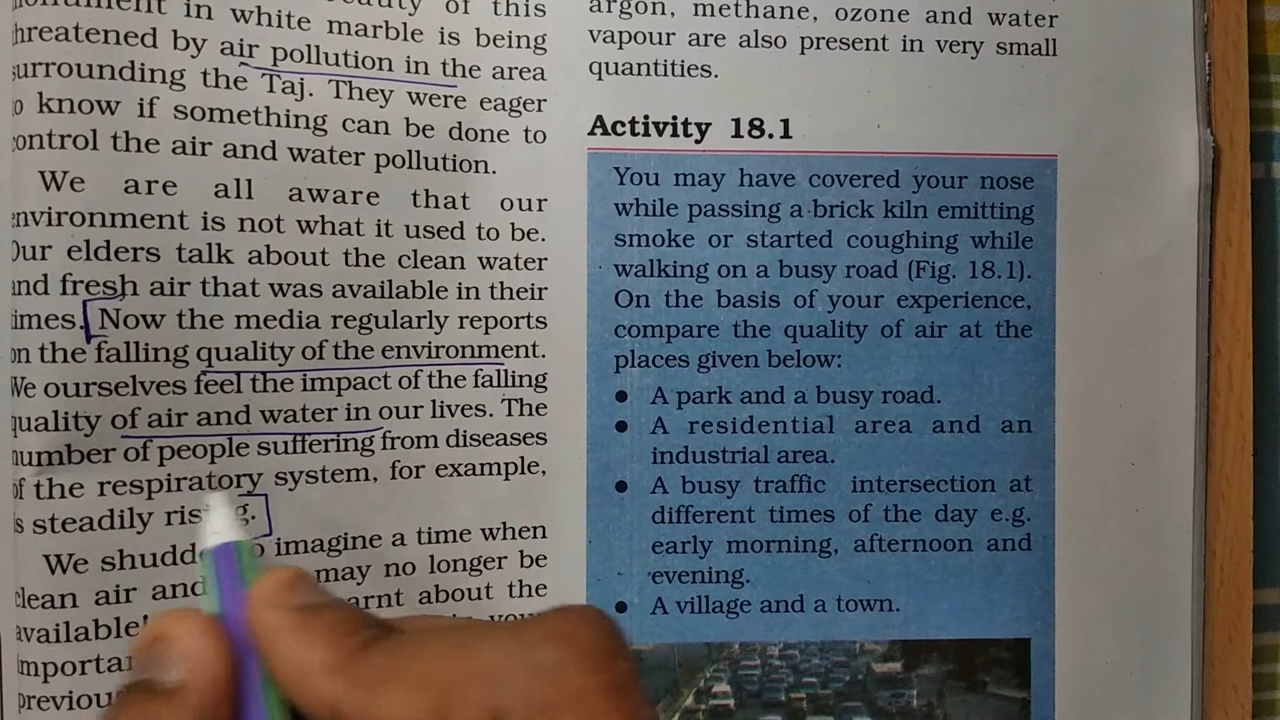 in white marble is being
threatened by air pollution in the area
surrounding the Taj. They were eager
to know if something can be done to
control the air and water pollution.
We are all aware that our
environment is not what it used to be.
Our elders talk about the clean water
and fresh air that was available in their
times. Now the media regularly reports
on the falling quality of the environment.
We ourselves feel the impact of the falling
quality of air and water in our lives. The
number of people suffering from diseases
of the respiratory system, for example,
is steadily rising.
We shudder to imagine a time when
clean air and may no longer be
available! about the
argon, methane, ozone and water
vapour are also present in very small
quantities.
Activity 18.1
You may have covered your nose
while passing a brick kiln emitting
smoke or started coughing while
walking on a busy road (Fig. 18.1).
On the basis of your experience,
compare the quality of air at the
places given below:
● A park and a busy road.
● A residential area and an
industrial area.
● A busy traffic intersection at
different times of the day e.g.
early morning, afternoon and
evening.
● A village and a town.